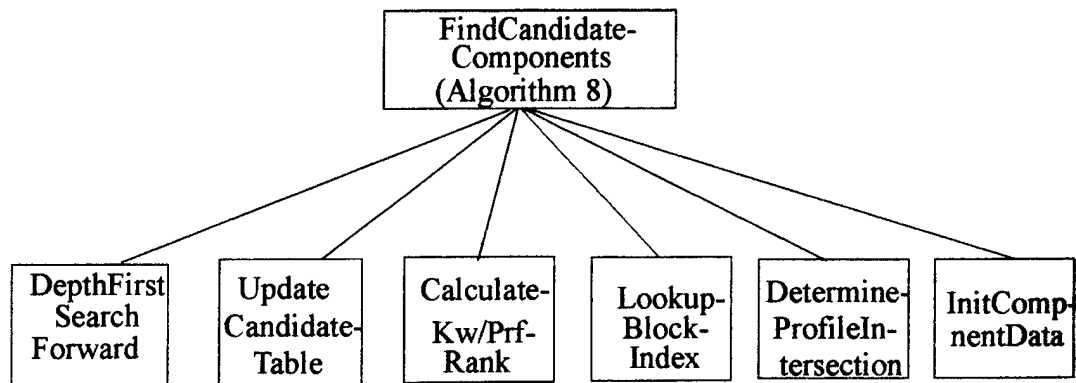 FindCandidate-
Components
(Algorithm 8)
DepthFirst
Search
Forward
Update
Candidate-
Table
Calculate-
Kw/Prf-
Rank
Lookup-
Block-
Index
Determine-
ProfileIn-
tersection
InitComp-
nentData